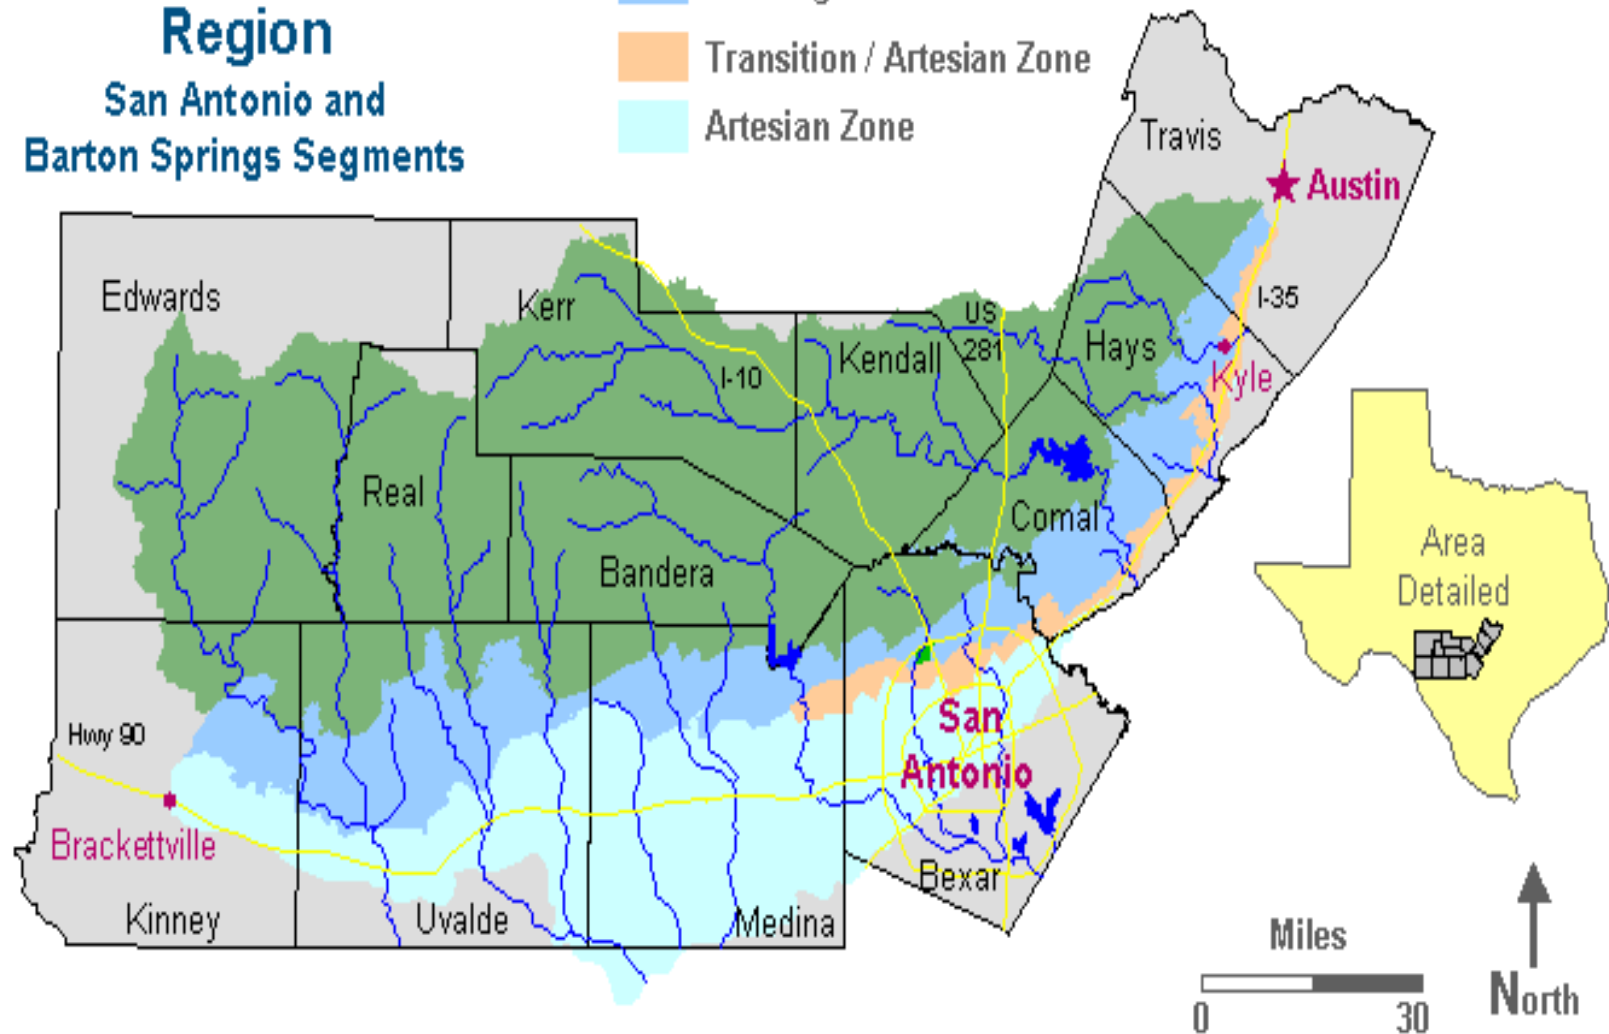 Region
San Antonio and
Barton Springs Segments
Transition / Artesian Zone
Artesian Zone
Travis
Austin
Edwards
Kerr
US
281
I-35
Hays
Kendall
I-10
Kyle
Real
Comal
Bandera
Area
Detailed
Hwy 90
San
Antonio
Brackettville
Bexar
Kinney
Uvalde
Medina
Miles
0
30
North